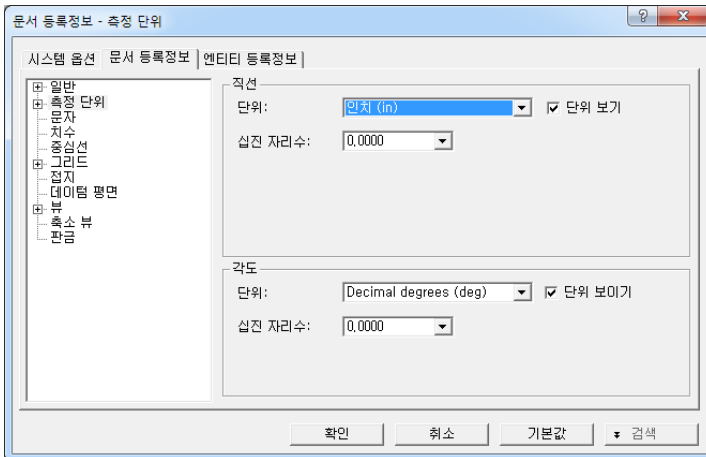 문서 등록정보 - 측정 단위
시스템 옵션 문서 등록정보 엔티티 등록정보
일반
측정 단위
문자
치수
중심선
그리드
접지
데이텀 평면
뷰
축소 뷰
판금
직선
단위: 인치 (in) 단위 보기
십진 자리수: 0,0000
각도
단위: Decimal degrees (deg) 단위 보이기
십진 자리수: 0,0000
확인 취소 기본값 검색